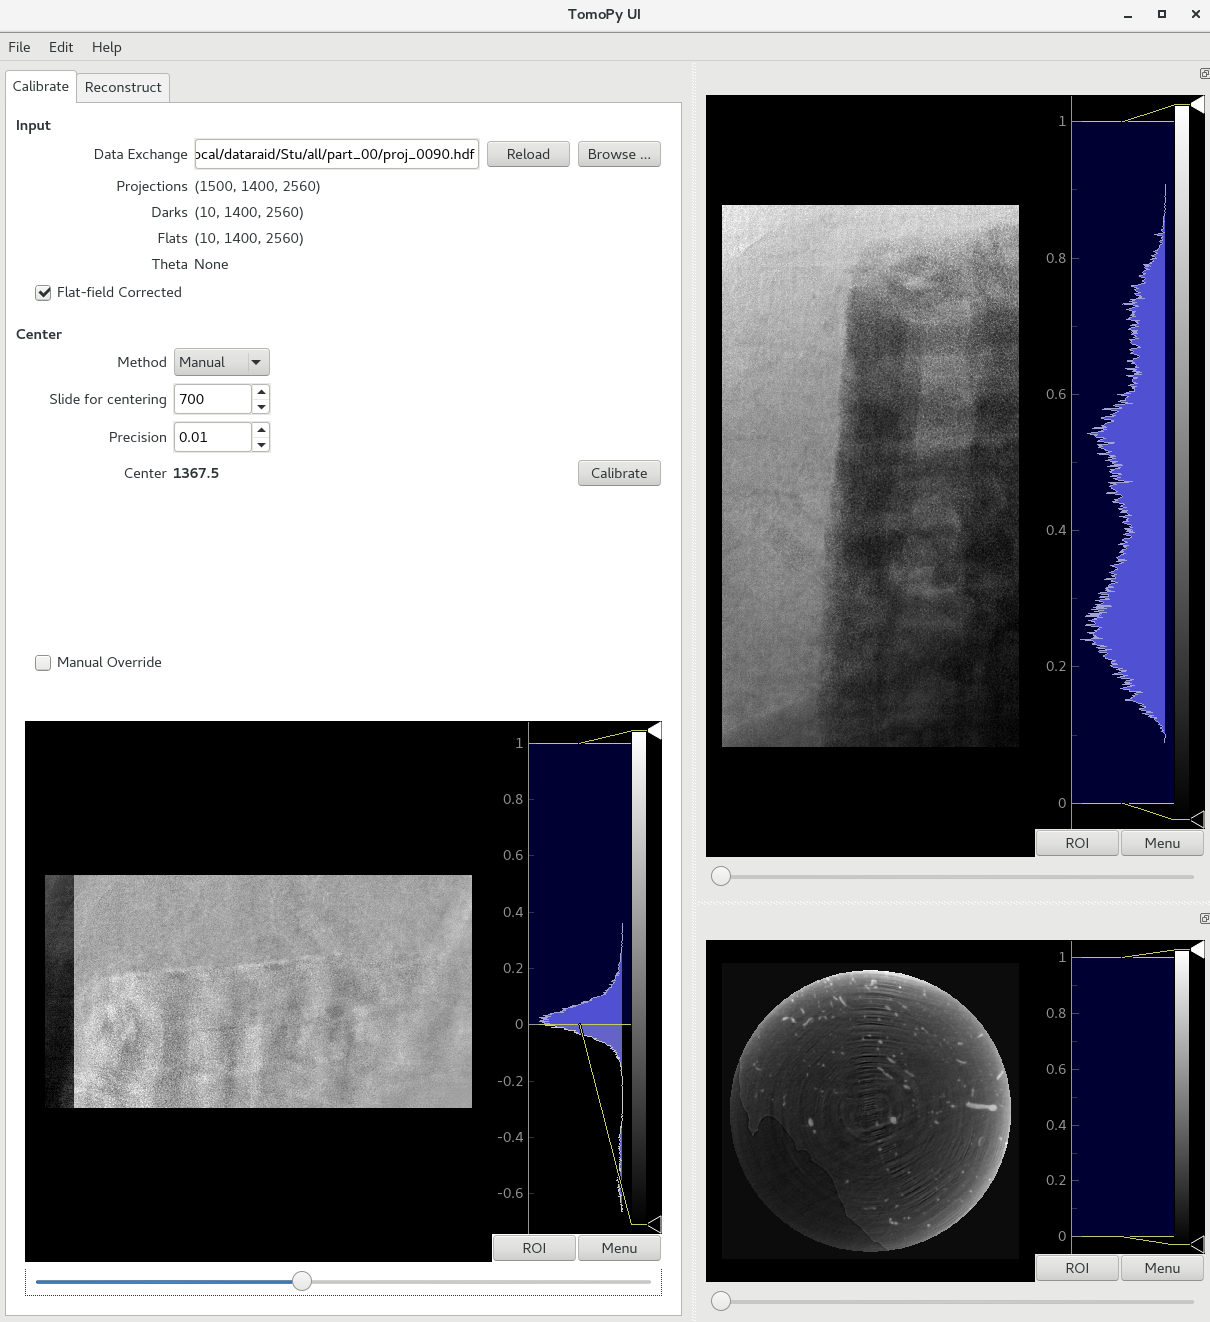 TomoPy UI
File Edit Help
Calibrate Reconstruct
Input
Data Exchange ocal/dataraid/Stu/all/part_00/proj_0090.hdf Reload Browse ...
Projections (1500, 1400, 2560)
Darks (10, 1400, 2560)
Flats (10, 1400, 2560)
Theta None
Flat-field Corrected
Center
Method Manual
Slide for centering 700
Precision 0.01
Center 1367.5 Calibrate
Manual Override
1
0.8
0.6
0.4
0.2
0
-0.2
-0.4
-0.6
ROI Menu
1
0.8
0.6
0.4
0.2
0
ROI Menu
1
0.8
0.6
0.4
0.2
0
ROI Menu